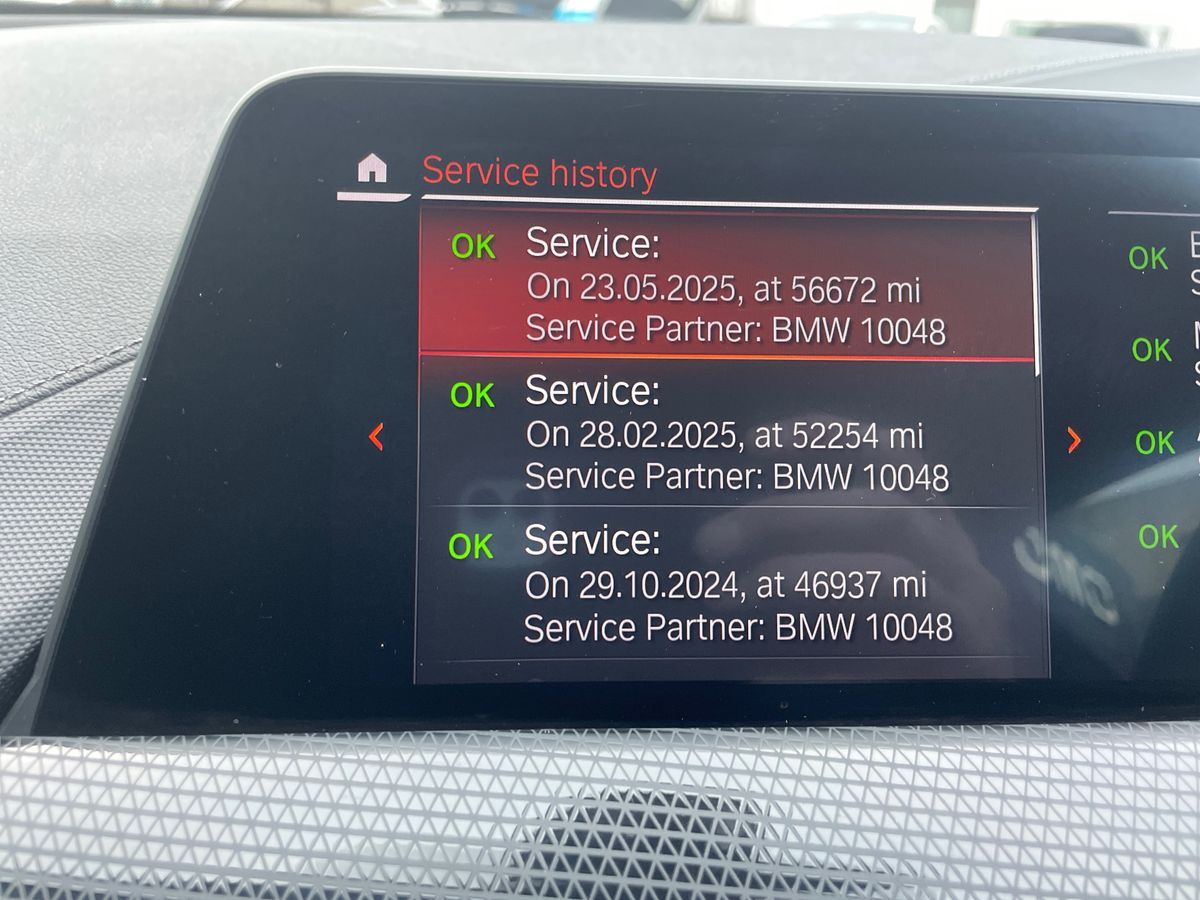 Service history
OK Service:
On 23.05.2025, at 56672 mi
Service Partner: BMW 10048
OK Service:
On 28.02.2025, at 52254 mi
Service Partner: BMW 10048
OK Service:
On 29.10.2024, at 46937 mi
Service Partner: BMW 10048
OK
OK
OK
OK